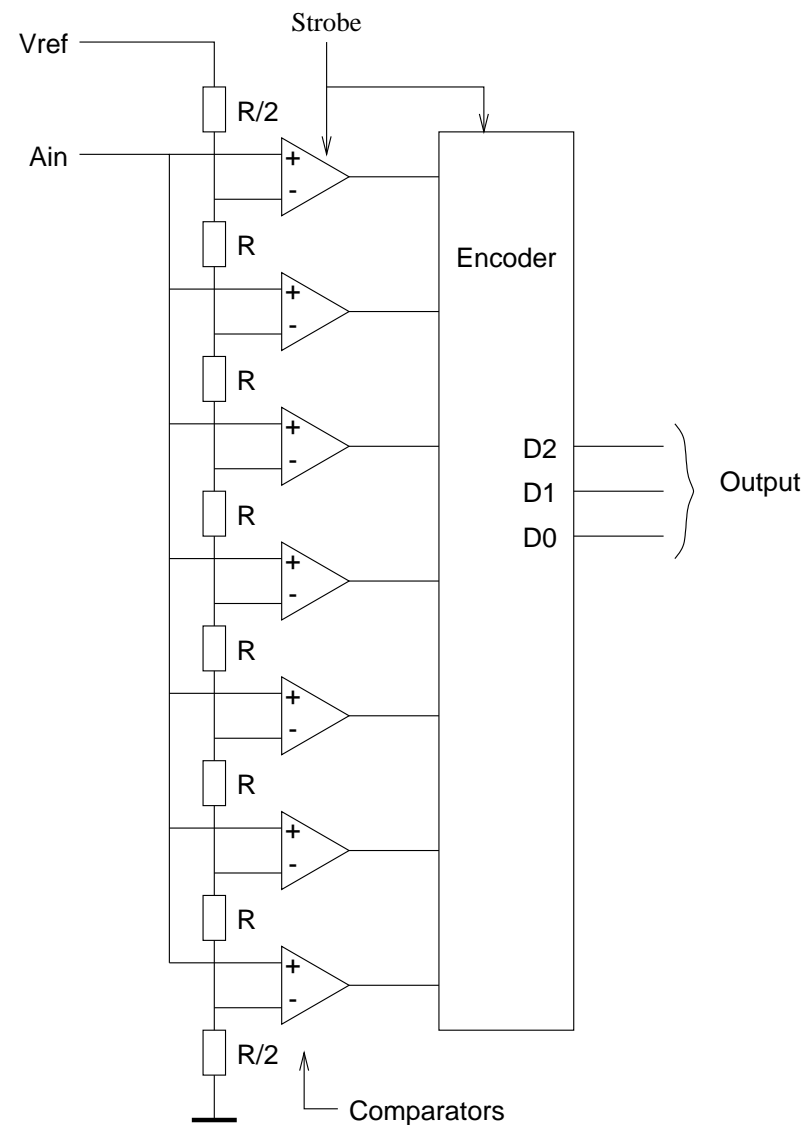 Strobe
Vref
R/2
Ain
+
-
R
Encoder
+
-
R
+
-
D2
R
D1
Output
D0
+
-
R
+
-
R
+
-
R
+
-
R/2
Comparators